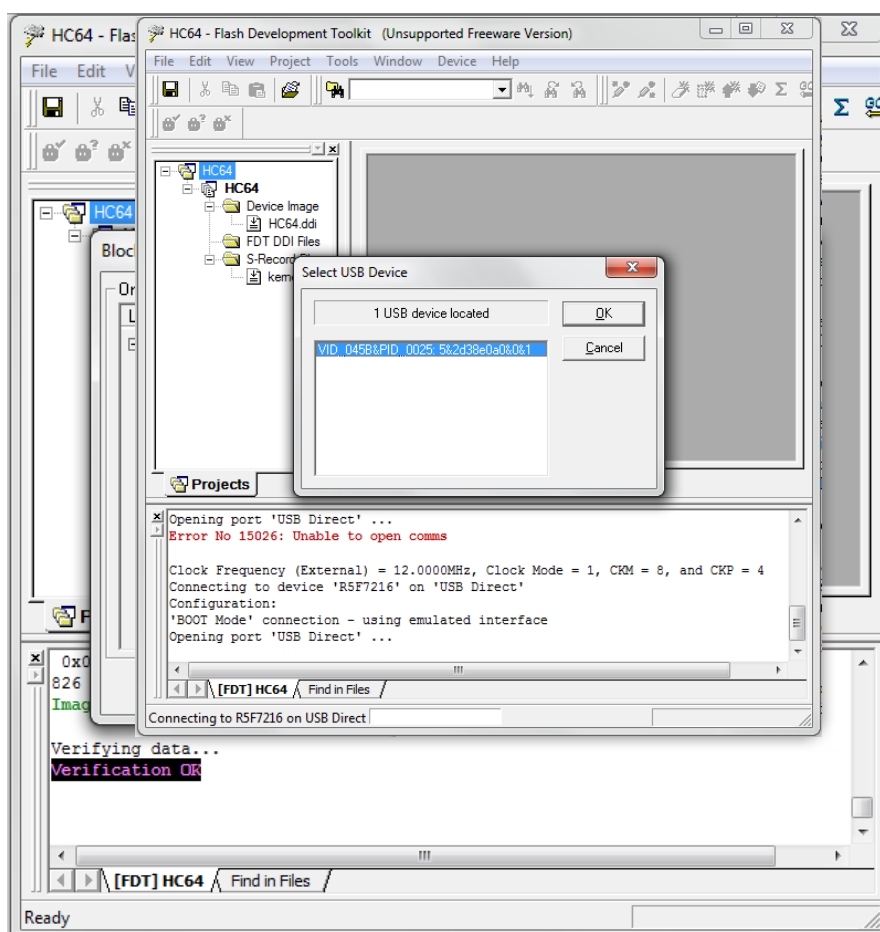 HC64 - Flas
File Edit V
HC64
Bloc
Or
L
HC64 - Flash Development Toolkit (Unsupported Freeware Version)
File Edit View Project Tools Window Device Help
HC64
HC64
Device Image
HC64.ddi
FDT DDI Files
S-Record
kern
Projects
Select USB Device
1 USB device located
OK
Cancel
VID_045B&PID_0025: 5&2d38e0a0&0&1
Opening port 'USB Direct' ...
Error No 15026: Unable to open comms
Clock Frequency (External) = 12.0000MHz, Clock Mode = 1, CKM = 8, and CKP = 4
Connecting to device 'R5F7216' on 'USB Direct'
Configuration:
'BOOT Mode' connection - using emulated interface
Opening port 'USB Direct' ...
[FDT] HC64 Find in Files
Connecting to R5F7216 on USB Direct
P
0x0
826
Imag
Verifying data...
Verification OK
[FDT] HC64 Find in Files
Ready